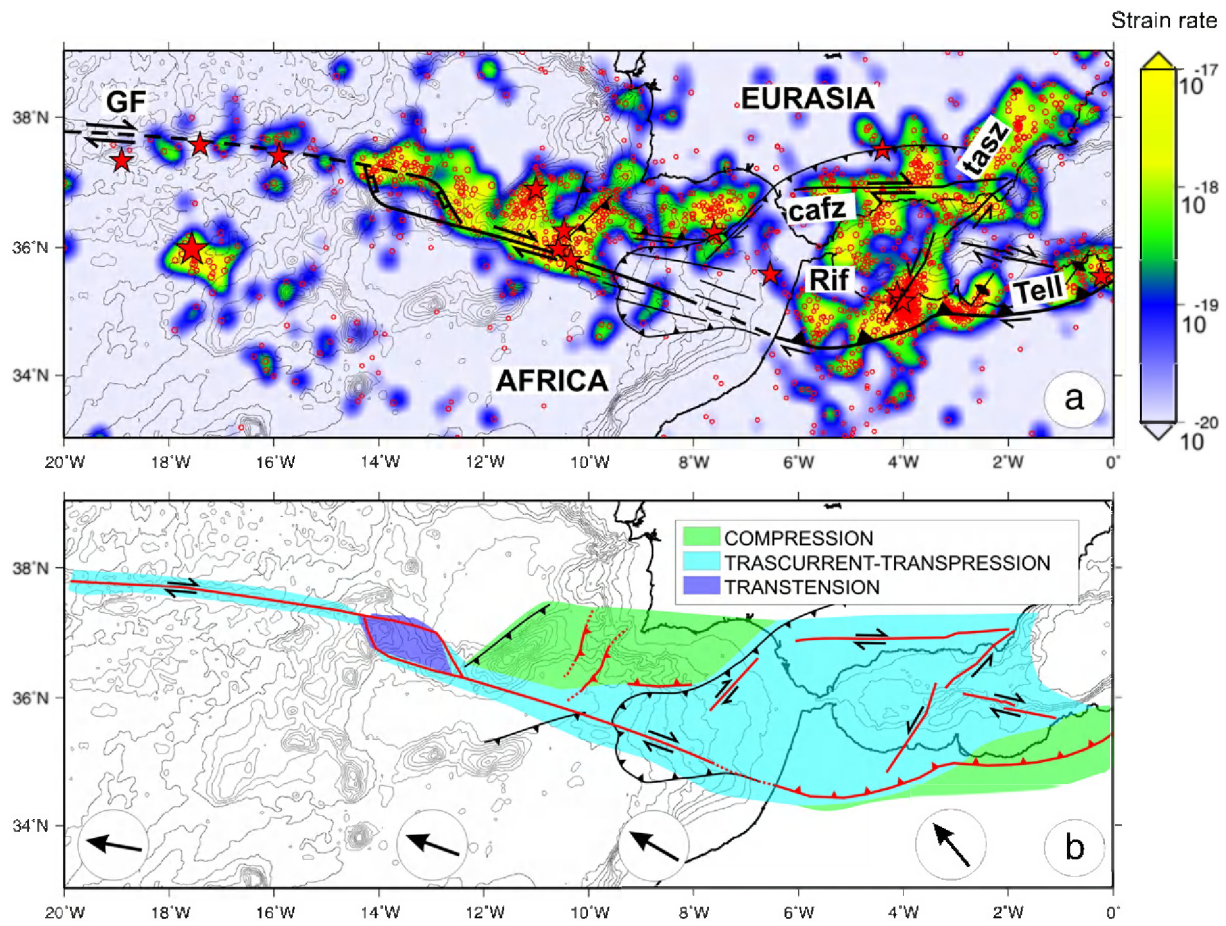 Strain rate
38˚N
36˚N
34˚N
GF
EURASIA
tasz
cafz
Rif
Tell
AFRICA
a
10 -17
10 -18
10 -19
10 -20
20˚W 18˚W 16˚W 14˚W 12˚W 10˚W 8˚W 6˚W 4˚W 2˚W 0˚
COMPRESSION
TRASCURRENT-TRANSPRESSION
TRANSTENSION
38˚N
36˚N
34˚N
b
20˚W 18˚W 16˚W 14˚W 12˚W 10˚W 8˚W 6˚W 4˚W 2˚W 0˚